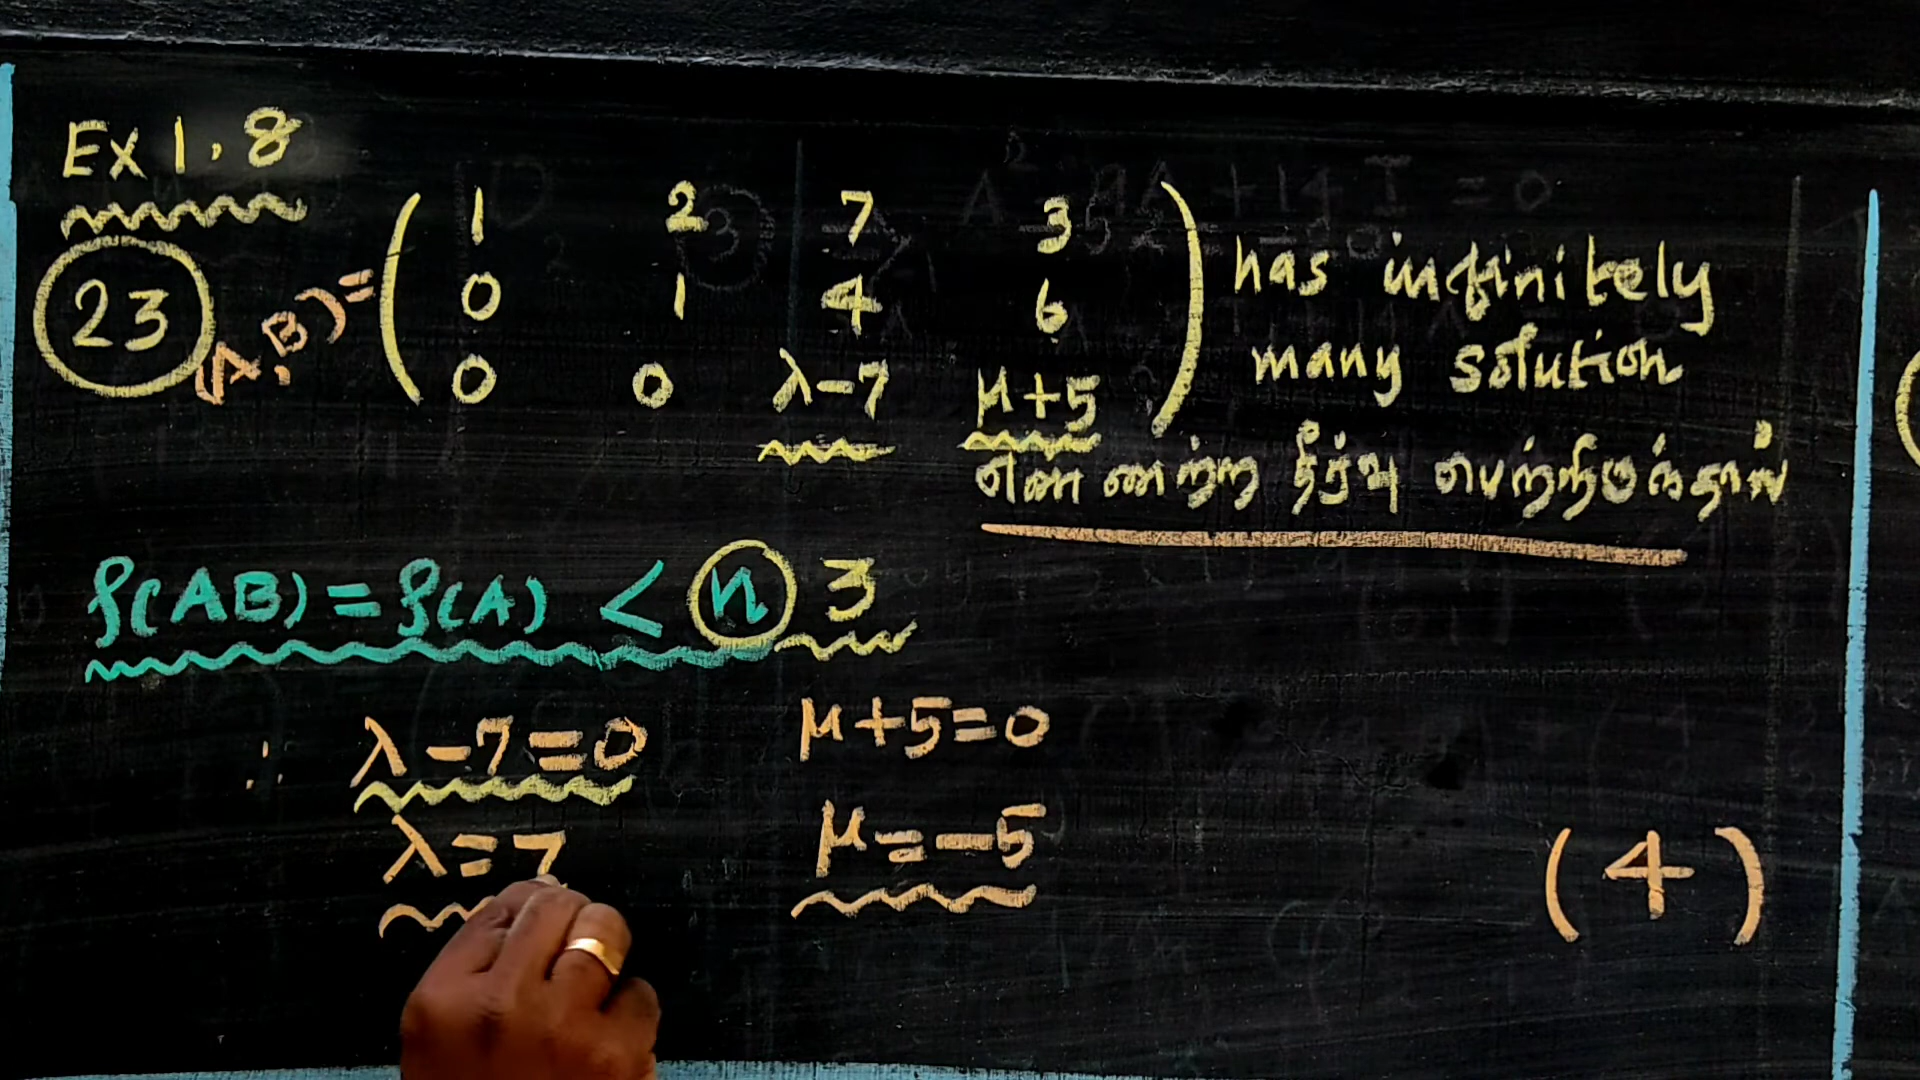 Ex 1.8
23 (A,B) = ( 1 2 7 3
0 1 4 6
0 0 λ-7 μ+5 ) has infinitely
many solution
எண்ணற்ற தீர்வு பெற்றிருந்தால்
ρ(AB) = ρ(A) < n 3
∴ λ-7=0 μ+5=0
λ=7 μ=-5
(4)